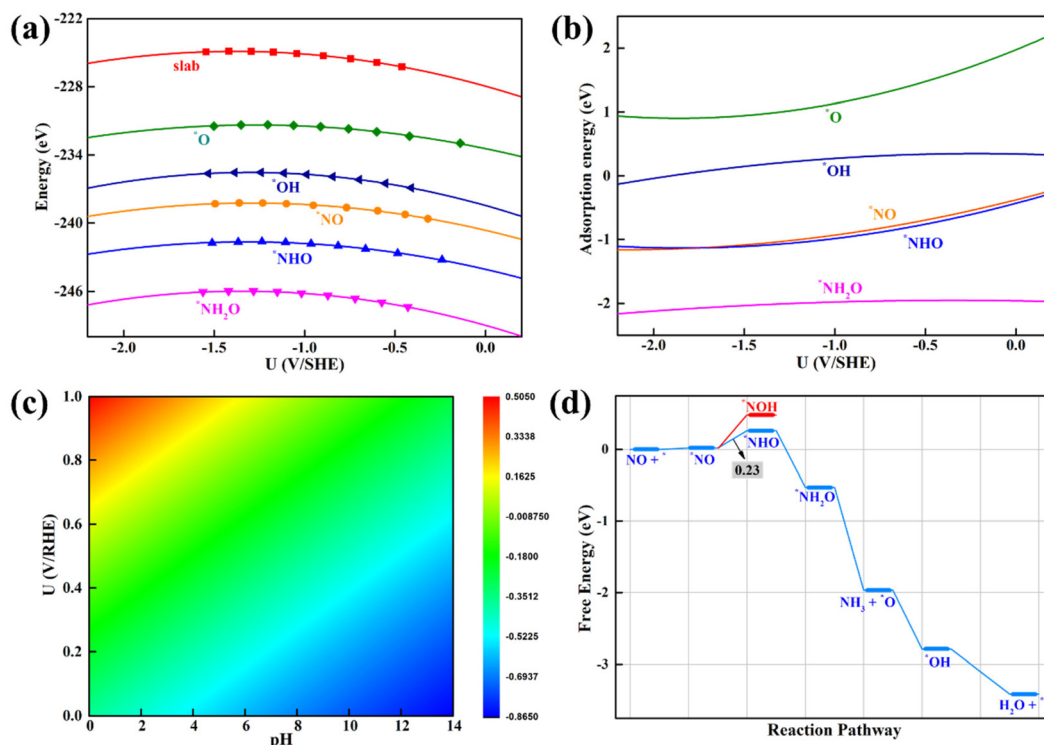 (a)
-222
-228
-234
-240
-246
Energy (eV)
slab
*O
*OH
*NO
*NHO
*NH2O
-2.0 -1.5 -1.0 -0.5 0.0
U (V/SHE)
(b)
2
1
0
-1
-2
Adsorption energy (eV)
*O
*OH
*NO
*NHO
*NH2O
-2.0 -1.5 -1.0 -0.5 0.0
U (V/SHE)
(c)
1.0
0.8
0.6
0.4
0.2
0.0
U (V/RHE)
0 2 4 6 8 10 12 14
pH
0.5050
0.3338
0.1625
-0.008750
-0.1800
-0.3513
-0.5225
-0.6937
-0.8650
(d)
0
-1
-2
-3
Free Energy (eV)
NO + *
*NO
*NOH
*NHO
0.23
*NH2O
NH3 + *O
*OH
H2O + *
Reaction Pathway